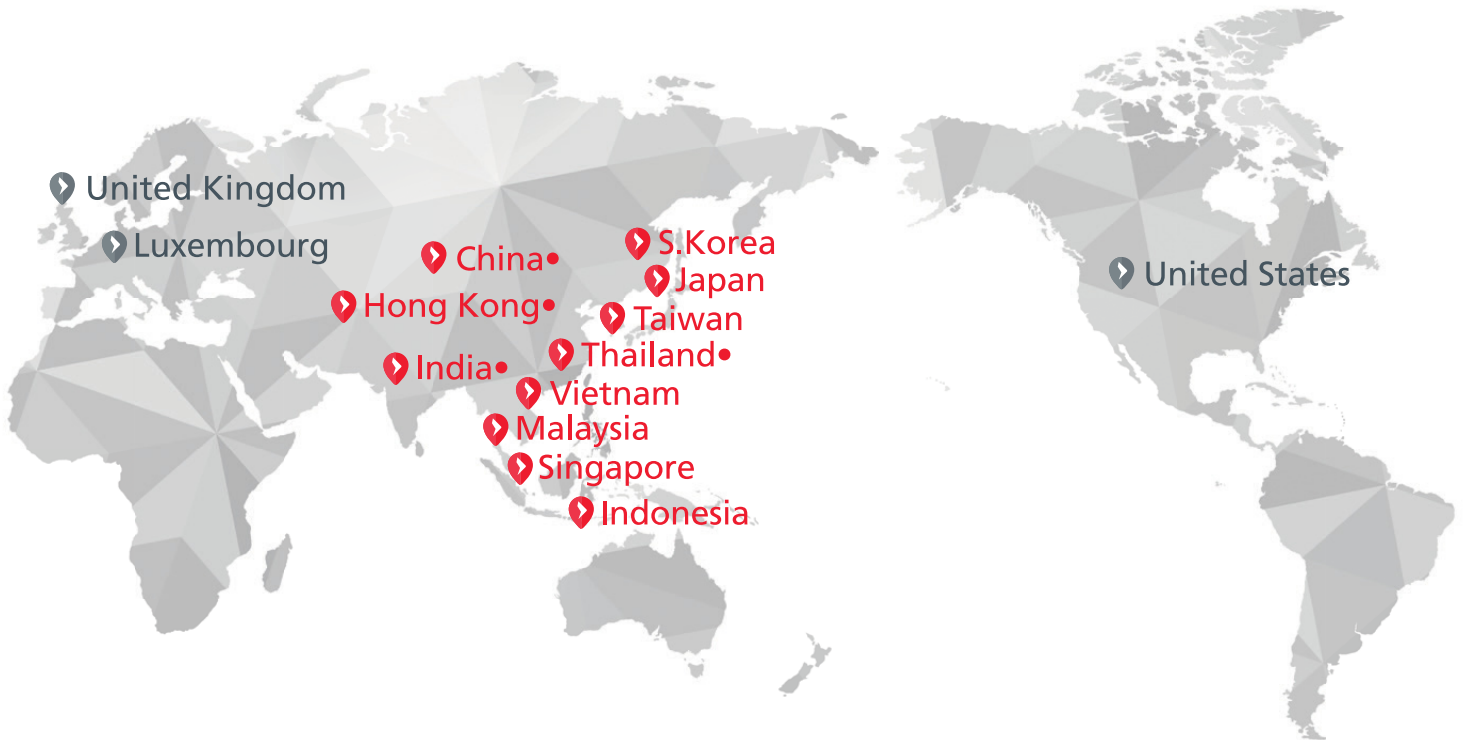 United Kingdom
Luxembourg
China•
Hong Kong•
India•
S.Korea
Japan
Taiwan
Thailand•
Vietnam
Malaysia
Singapore
Indonesia
United States